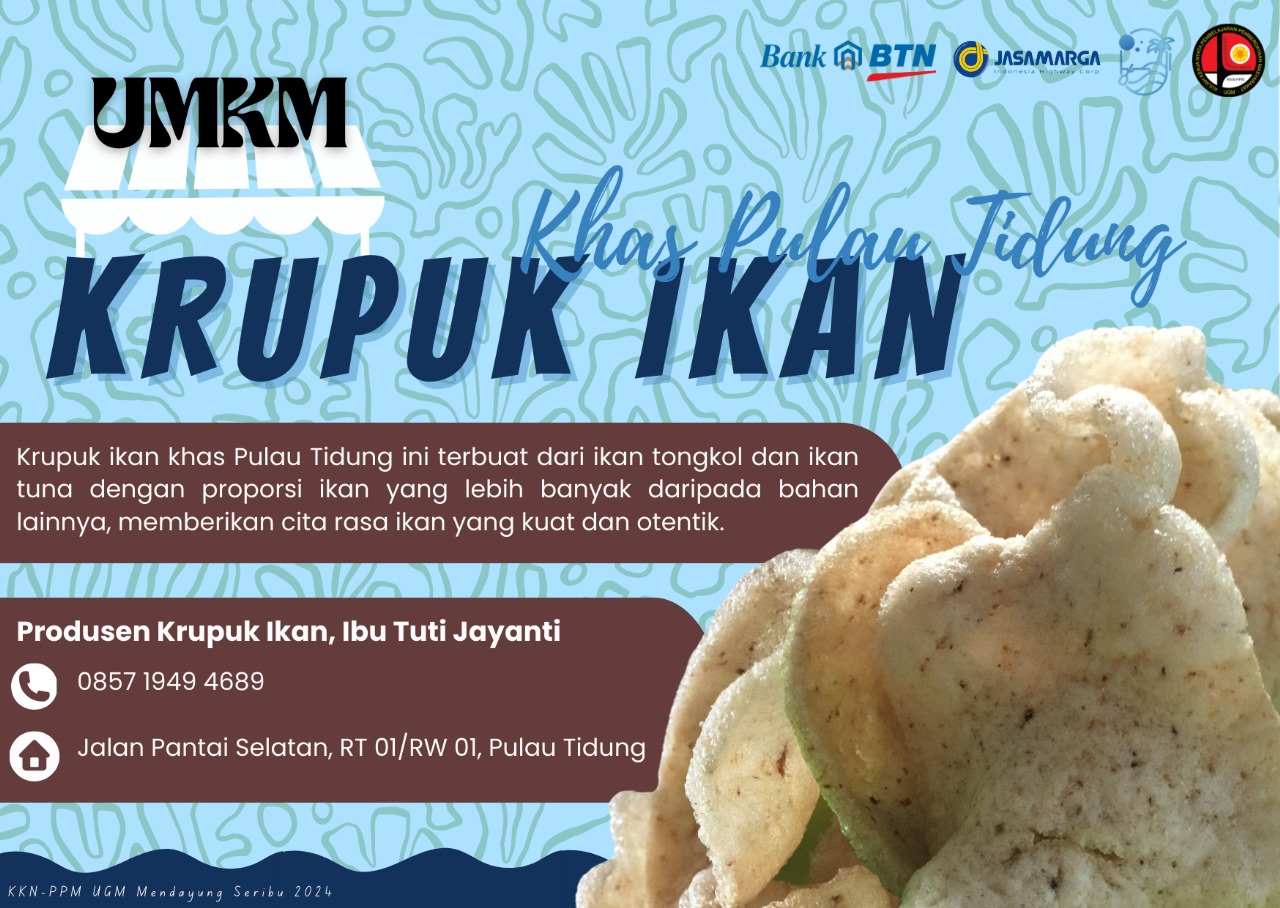 Bank BTN
JASAMARGA
Indonesia Highway Corp.
UMKM
Khas Pulau Tidung
KRUPUK IKAN
Krupuk ikan khas Pulau Tidung ini terbuat dari ikan tongkol dan ikan
tuna dengan proporsi ikan yang lebih banyak daripada bahan
lainnya, memberikan cita rasa ikan yang kuat dan otentik.
Produsen Krupuk Ikan, Ibu Tuti Jayanti
0857 1949 4689
Jalan Pantai Selatan, RT 01/RW 01, Pulau Tidung
KKN-PPM UGM Mendayung Seribu 2024